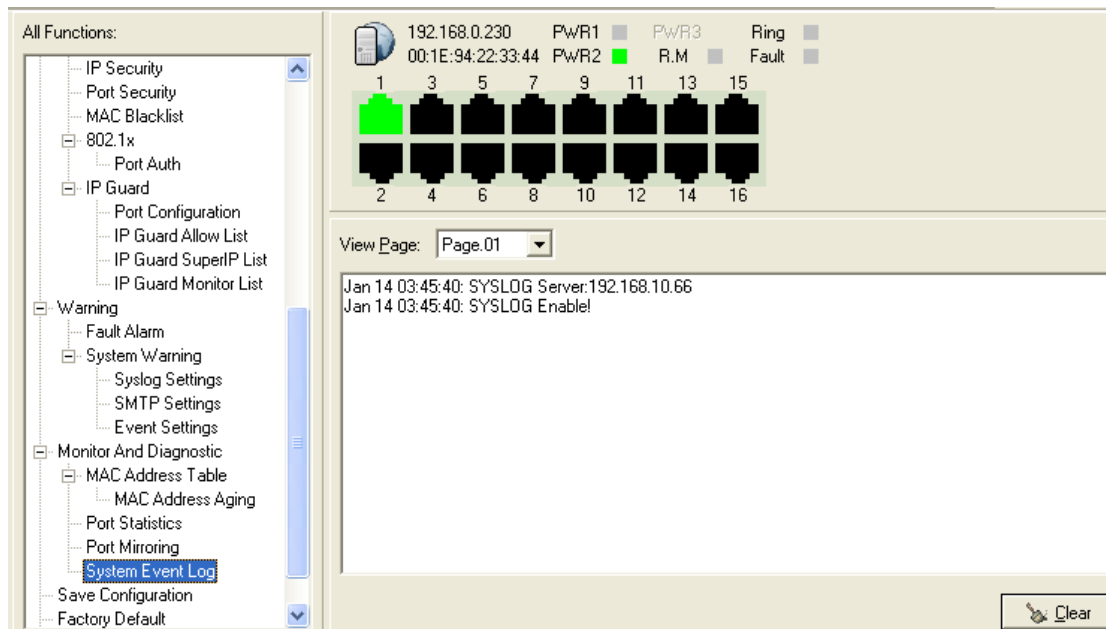 All Functions:
IP Security
Port Security
MAC Blacklist
802.1x
Port Auth
IP Guard
Port Configuration
IP Guard Allow List
IP Guard SuperIP List
IP Guard Monitor List
Warning
Fault Alarm
System Warning
Syslog Settings
SMTP Settings
Event Settings
Monitor And Diagnostic
MAC Address Table
MAC Address Aging
Port Statistics
Port Mirroring
System Event Log
Save Configuration
Factory Default
192.168.0.230 PWR1 PWR3 Ring
00:1E:94:22:33:44 PWR2 R.M Fault
1 3 5 7 9 11 13 15
2 4 6 8 10 12 14 16
View Page: Page.01
Jan 14 03:45:40: SYSLOG Server:192.168.10.66
Jan 14 03:45:40: SYSLOG Enable!
Clear